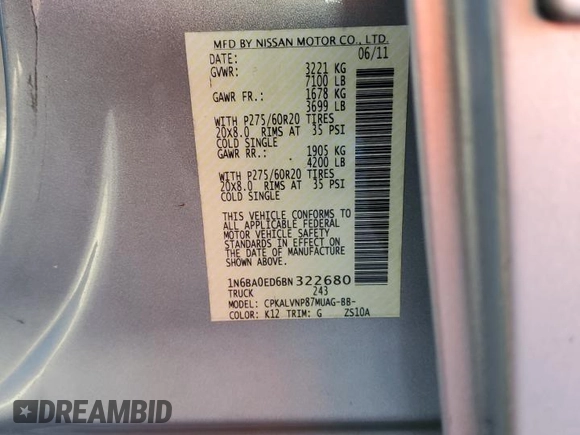 MFD BY NISSAN MOTOR CO., LTD.
DATE: 06/11
GVWR: 3221 KG
7100 LB
GAWR FR.: 1678 KG
3699 LB
WITH P275/60R20 TIRES
20X8.0 RIMS AT 35 PSI
COLD SINGLE
GAWR RR.: 1905 KG
4200 LB
WITH P275/60R20 TIRES
20X8.0 RIMS AT 35 PSI
COLD SINGLE
THIS VEHICLE CONFORMS TO
ALL APPLICABLE FEDERAL
MOTOR VEHICLE SAFETY
STANDARDS IN EFFECT ON
THE DATE OF MANUFACTURE
SHOWN ABOVE.
1N6BA0ED6BN322680
TRUCK 243
MODEL: CPKALVNP87MUAG-BB-
COLOR: K12 TRIM: G ZS10A
DREAMBID